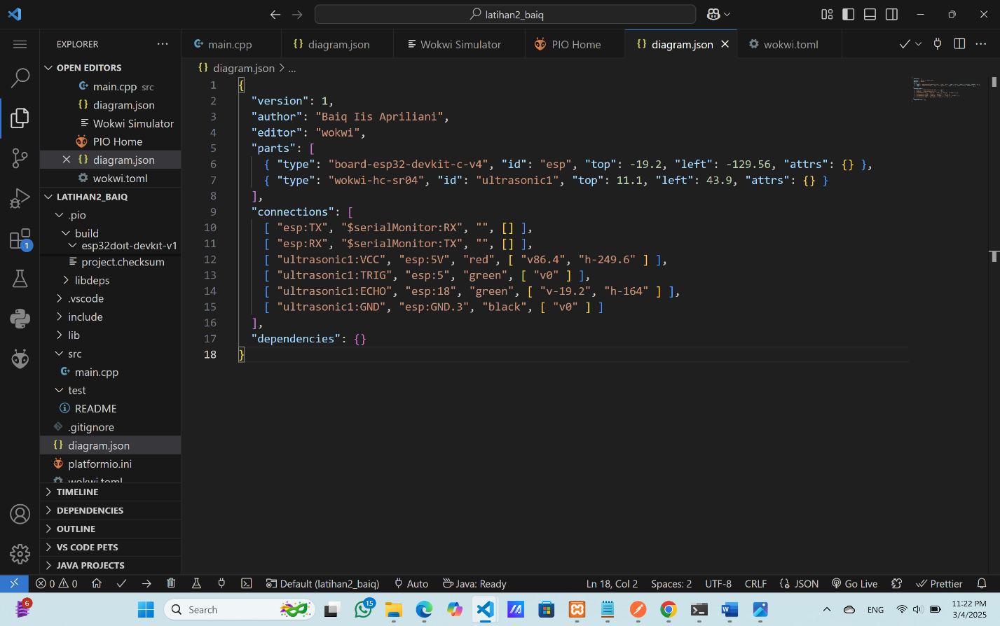 latihan2_baiq
EXPLORER
main.cpp
diagram.json
Wokwi Simulator
PIO Home
diagram.json
wokwi.toml
OPEN EDITORS
main.cpp src
diagram.json
Wokwi Simulator
PIO Home
diagram.json
wokwi.toml
LATIHAN2_BAIQ
.pio
build
esp32doit-devkit-v1
project.checksum
libdeps
.vscode
include
lib
src
main.cpp
test
README
.gitignore
diagram.json
platformio.ini
wokwi.toml
TIMELINE
DEPENDENCIES
OUTLINE
VS CODE PETS
JAVA PROJECTS
1
diagram.json > ...
1 {
2 "version": 1,
3 "author": "Baiq Iis Apriliani",
4 "editor": "wokwi",
5 "parts": [
6 { "type": "board-esp32-devkit-c-v4", "id": "esp", "top": -19.2, "left": -129.56, "attrs": {} },
7 { "type": "wokwi-hc-sr04", "id": "ultrasonic1", "top": 11.1, "left": 43.9, "attrs": {} }
8 ],
9 "connections": [
10 [ "esp:TX", "$serialMonitor:RX", "", [] ],
11 [ "esp:RX", "$serialMonitor:TX", "", [] ],
12 [ "ultrasonic1:VCC", "esp:5V", "red", [ "v86.4", "h-249.6" ] ],
13 [ "ultrasonic1:TRIG", "esp:5", "green", [ "v0" ] ],
14 [ "ultrasonic1:ECHO", "esp:18", "green", [ "v-19.2", "h-164" ] ],
15 [ "ultrasonic1:GND", "esp:GND.3", "black", [ "v0" ] ]
16 ],
17 "dependencies": {}
18 }
0 0
Default (latihan2_baiq)
Auto
Java: Ready
Ln 18, Col 2
Spaces: 2
UTF-8
CRLF
JSON
Go Live
Prettier
6
Search
15
ENG
11:22 PM
3/4/2025